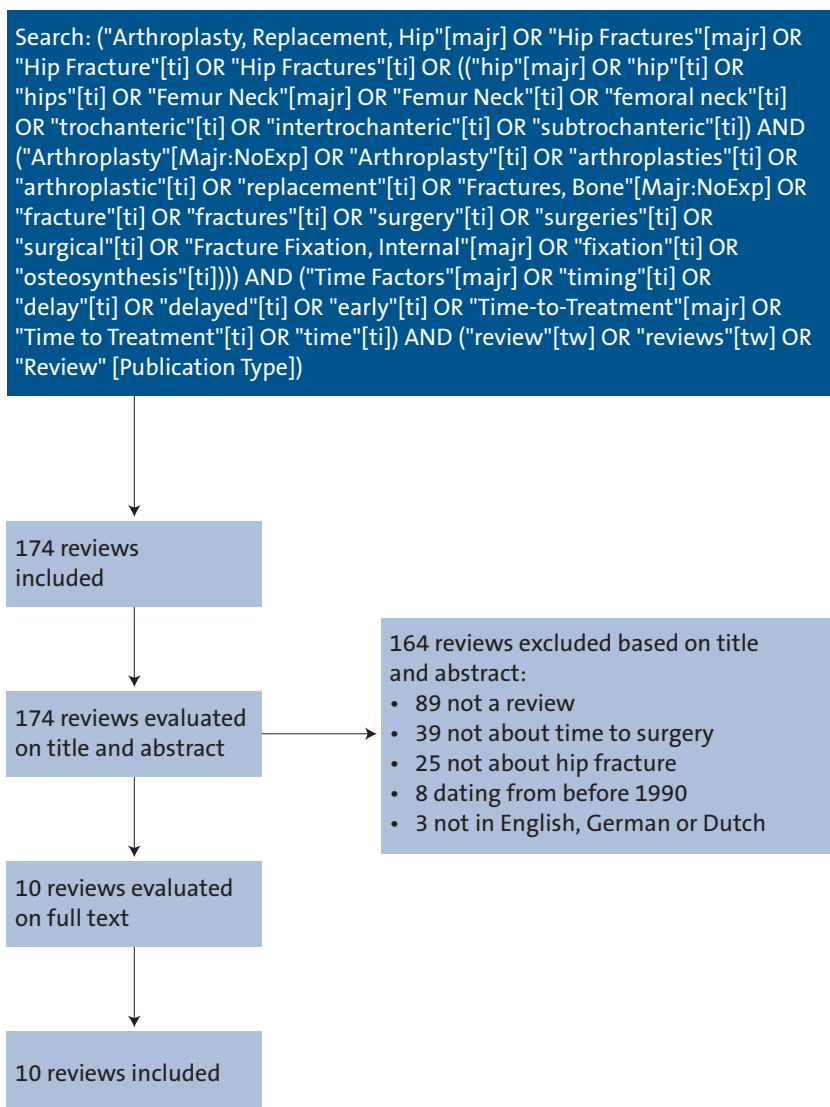 Search: ("Arthroplasty, Replacement, Hip"[majr] OR "Hip Fractures"[majr] OR
"Hip Fracture"[ti] OR "Hip Fractures"[ti] OR (("hip"[majr] OR "hip"[ti] OR
"hips"[ti] OR "Femur Neck"[majr] OR "Femur Neck"[ti] OR "femoral neck"[ti]
OR "trochanteric"[ti] OR "intertrochanteric"[ti] OR "subtrochanteric"[ti]) AND
("Arthroplasty"[Majr:NoExp] OR "Arthroplasty"[ti] OR "arthroplasties"[ti] OR
"arthroplastic"[ti] OR "replacement"[ti] OR "Fractures, Bone"[Majr:NoExp] OR
"fracture"[ti] OR "fractures"[ti] OR "surgery"[ti] OR "surgeries"[ti] OR
"surgical"[ti] OR "Fracture Fixation, Internal"[majr] OR "fixation"[ti] OR
"osteosynthesis"[ti]))) AND ("Time Factors"[majr] OR "timing"[ti] OR
"delay"[ti] OR "delayed"[ti] OR "early"[ti] OR "Time-to-Treatment"[majr] OR
"Time to Treatment"[ti] OR "time"[ti]) AND ("review"[tw] OR "reviews"[tw] OR
"Review" [Publication Type])
174 reviews
included
174 reviews evaluated
on title and abstract
164 reviews excluded based on title
and abstract:
• 89 not a review
• 39 not about time to surgery
• 25 not about hip fracture
• 8 dating from before 1990
• 3 not in English, German or Dutch
10 reviews evaluated
on full text
10 reviews included